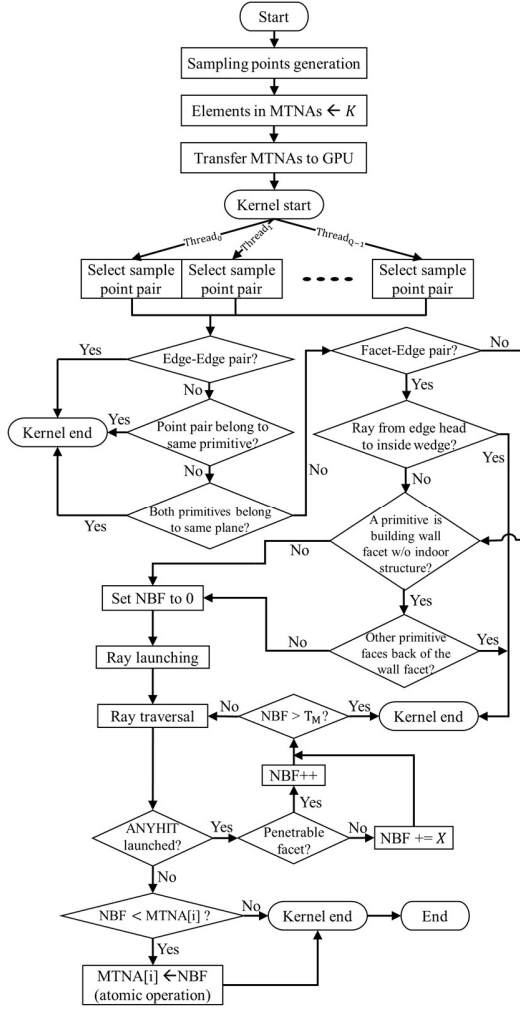 Start
Sampling points generation
Elements in MTNAs ← K
Transfer MTNAs to GPU
Kernel start
Thread₀
Thread₁
Thread_Q−1
Select sample
point pair
Select sample
point pair
Select sample
point pair
Yes
Edge-Edge pair?
Facet-Edge pair?
No
No
Yes
Kernel end
Yes
Point pair belong to
same primitive?
Ray from edge head
to inside wedge?
Yes
No
No
No
Yes
Both primitives belong
to same plane?
A primitive is
building wall
facet w/o indoor
structure?
No
Set NBF to 0
Yes
No
Other primitive
faces back of the
wall facet?
Yes
Ray launching
Ray traversal
No
NBF > T_M?
Yes
Kernel end
NBF++
Yes
ANYHIT
launched?
Yes
Penetrable
facet?
No
NBF += X
No
NBF < MTNA[i] ?
No
Kernel end
End
Yes
MTNA[i] ←NBF
(atomic operation)